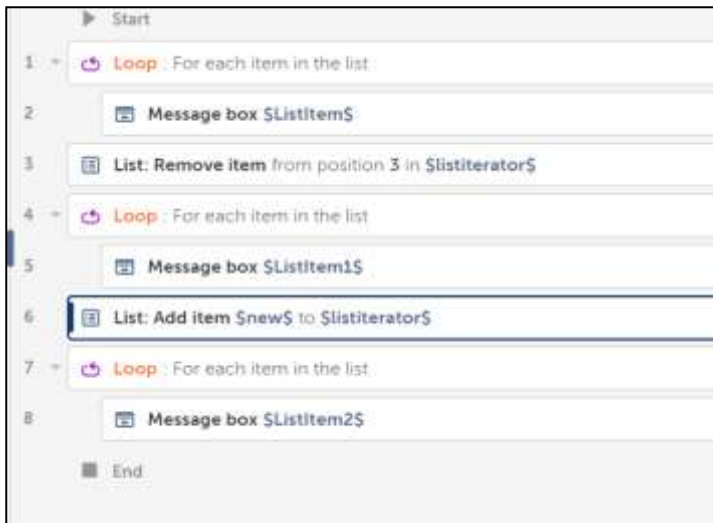 Start
1 Loop : For each item in the list
2 Message box $ListItem$
3 List: Remove item from position 3 in $listiterator$
4 Loop : For each item in the list
5 Message box $ListItem1$
6 List: Add item $new$ to $listiterator$
7 Loop : For each item in the list
8 Message box $ListItem2$
End